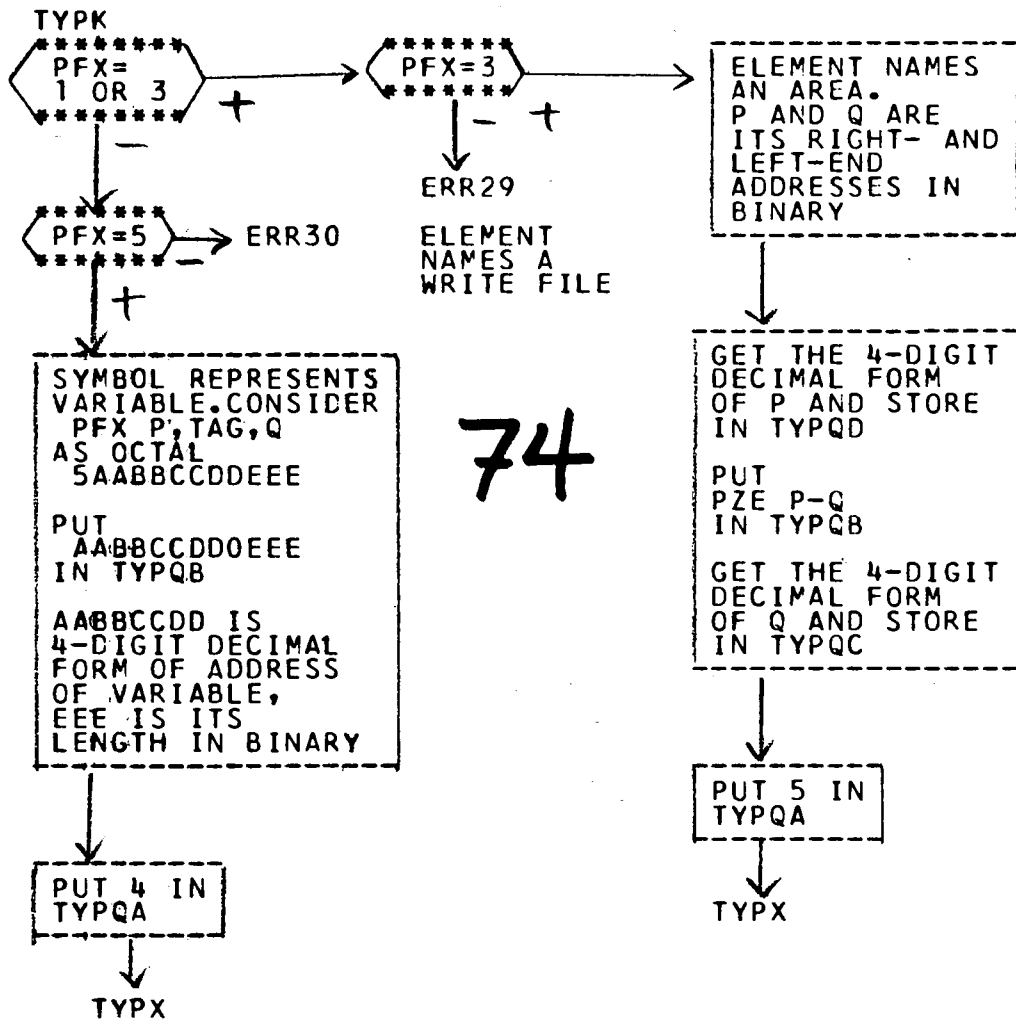 TYPK
PFX=
1 OR 3
+
-
PFX=3
-
+
ERR29
ELEMENT
NAMES A
WRITE FILE
ELEMENT NAMES
AN AREA.
P AND Q ARE
ITS RIGHT- AND
LEFT-END
ADDRESSES IN
BINARY
PFX=5
-
ERR30
+
SYMBOL REPRESENTS
VARIABLE.CONSIDER
PFX P,TAG,Q
AS OCTAL
5AABBCCDDEEE
PUT
AABBCCDD0EEE
IN TYPQB
AABBCCDD IS
4-DIGIT DECIMAL
FORM OF ADDRESS
OF VARIABLE,
EEE IS ITS
LENGTH IN BINARY
PUT 4 IN
TYPQA
TYPX
74
GET THE 4-DIGIT
DECIMAL FORM
OF P AND STORE
IN TYPQD
PUT
PZE P-Q
IN TYPQB
GET THE 4-DIGIT
DECIMAL FORM
OF Q AND STORE
IN TYPQC
PUT 5 IN
TYPQA
TYPX